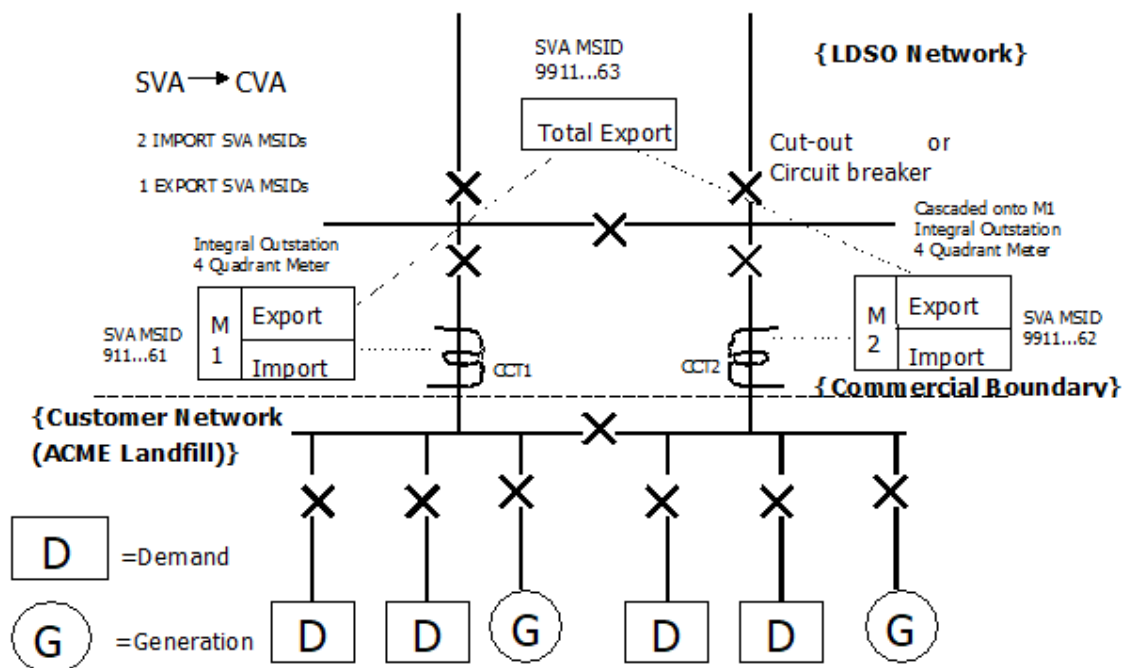 SVA MSID
9911...63
{LDSO Network}
SVA CVA
Total Export
2 IMPORT SVA MSIDs
Cut-out or
Circuit breaker
1 EXPORT SVA MSIDs
Cascaded onto M1
Integral Outstation
4 Quadrant Meter
Integral Outstation
4 Quadrant Meter
SVA MSID
911...61
M
1
Export
Import
CCT1
CCT2
M
2
Export
Import
SVA MSID
9911...62
{Commercial Boundary}
{Customer Network
(ACME Landfill)}
D
=Demand
G
=Generation
D
D
G
D
D
G